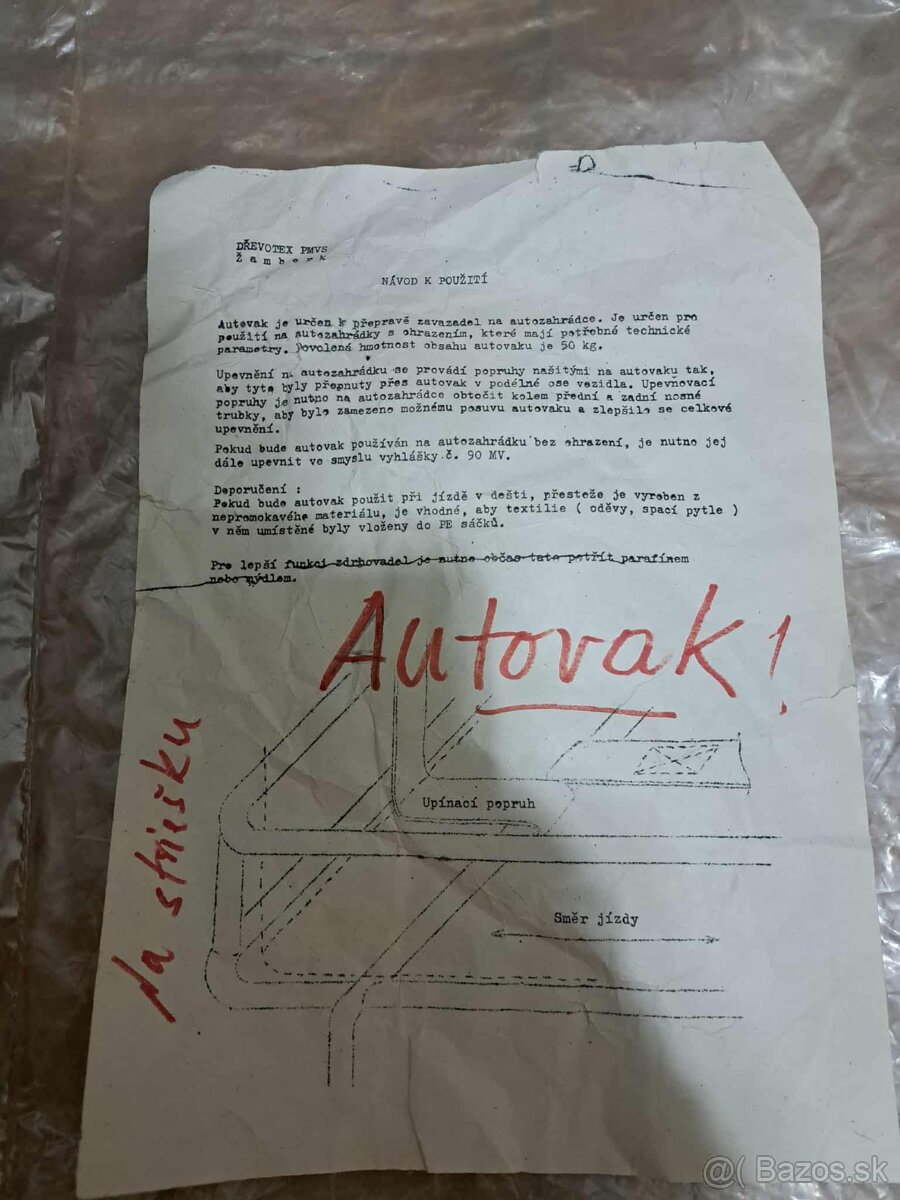 DŘEVOTEX PMVS
Žamberk
NÁVOD K POUŽITÍ
Autovak je určen k přepravě zavazadel na autozahrádce. Je určen pro
použití na autozahrádky s ohrazením, které mají potřebné technické
parametry. Povolená hmotnost obsahu autovaku je 50 kg.
Upevnění na autozahrádku se provádí popruhy našitými na autovaku tak,
aby tyto byly přepnuty přes autovak v podélné ose vozidla. Upevnovací
popruhy je nutno na autozahrádce obtočit kolem přední a zadní nosné
trubky, aby bylo zamezeno možnému posuvu autovaku a zlepšilo se celkové
upevnění.
Pokud bude autovak používán na autozahrádku bez ohrazení, je nutno jej
dále upevnit ve smyslu vyhlášky č. 90 MV.
Doporučení :
Pokud bude autovak použit při jízdě v dešti, přestože je vyroben z
nepromokavého materiálu, je vhodné, aby textilie ( oděvy, spací pytle )
v něm umístěné byly vloženy do PE sáčků.
Pro lepší funkci zdrhovadel je nutno občas tato potřít parafínem
nebo mýdlem.
Autovak!
na striešku
Upínací popruh
Směr jízdy
@( Bazos.sk